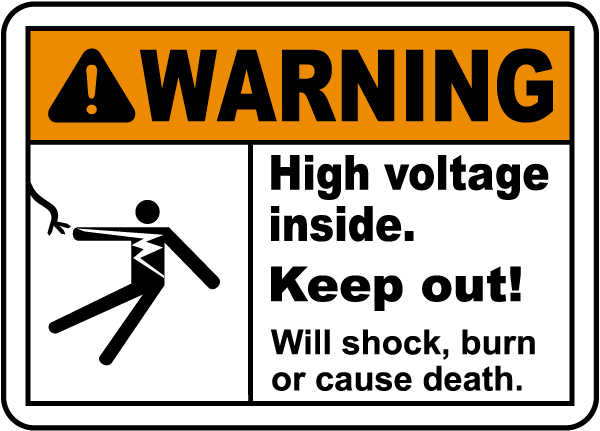 WARNING
High voltage
inside.
Keep out!
Will shock, burn
or cause death.